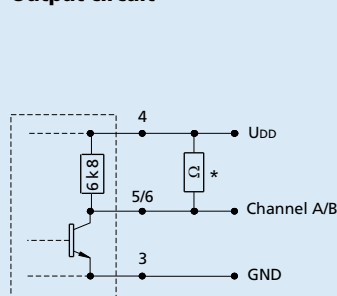 Output circuit
4
UDD
6k8
Ω
*
5/6
Channel A/B
3
GND